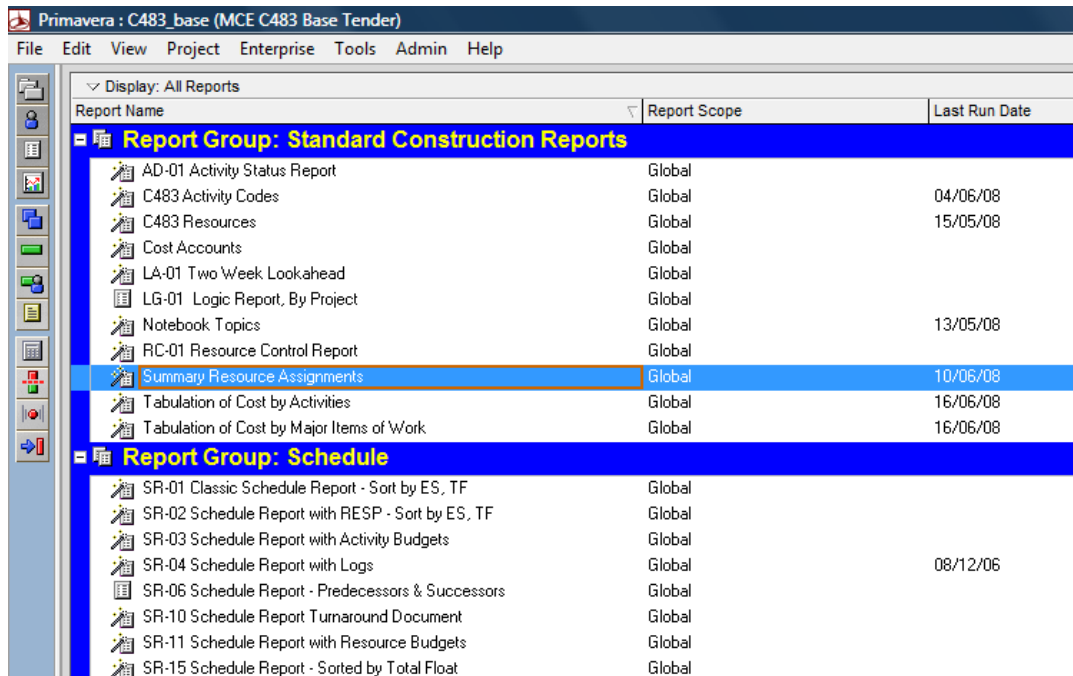 Primavera : C483_base (MCE C483 Base Tender)
File Edit View Project Enterprise Tools Admin Help
Display: All Reports
Report Name Report Scope Last Run Date
Report Group: Standard Construction Reports
AD-01 Activity Status Report Global
C483 Activity Codes Global 04/06/08
C483 Resources Global 15/05/08
Cost Accounts Global
LA-01 Two Week Lookahead Global
LG-01 Logic Report, By Project Global
Notebook Topics Global 13/05/08
RC-01 Resource Control Report Global
Summary Resource Assignments Global 10/06/08
Tabulation of Cost by Activities Global 16/06/08
Tabulation of Cost by Major Items of Work Global 16/06/08
Report Group: Schedule
SR-01 Classic Schedule Report - Sort by ES, TF Global
SR-02 Schedule Report with RESP - Sort by ES, TF Global
SR-03 Schedule Report with Activity Budgets Global
SR-04 Schedule Report with Logs Global 08/12/06
SR-06 Schedule Report - Predecessors & Successors Global
SR-10 Schedule Report Turnaround Document Global
SR-11 Schedule Report with Resource Budgets Global
SR-15 Schedule Report - Sorted by Total Float Global